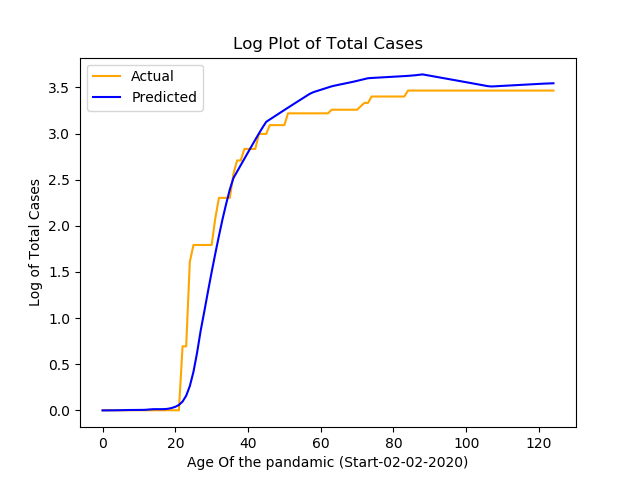 Log Plot of Total Cases
Actual
Predicted
3.5
3.0
2.5
2.0
1.5
1.0
0.5
0.0
Log of Total Cases
0 20 40 60 80 100 120
Age Of the pandamic (Start-02-02-2020)